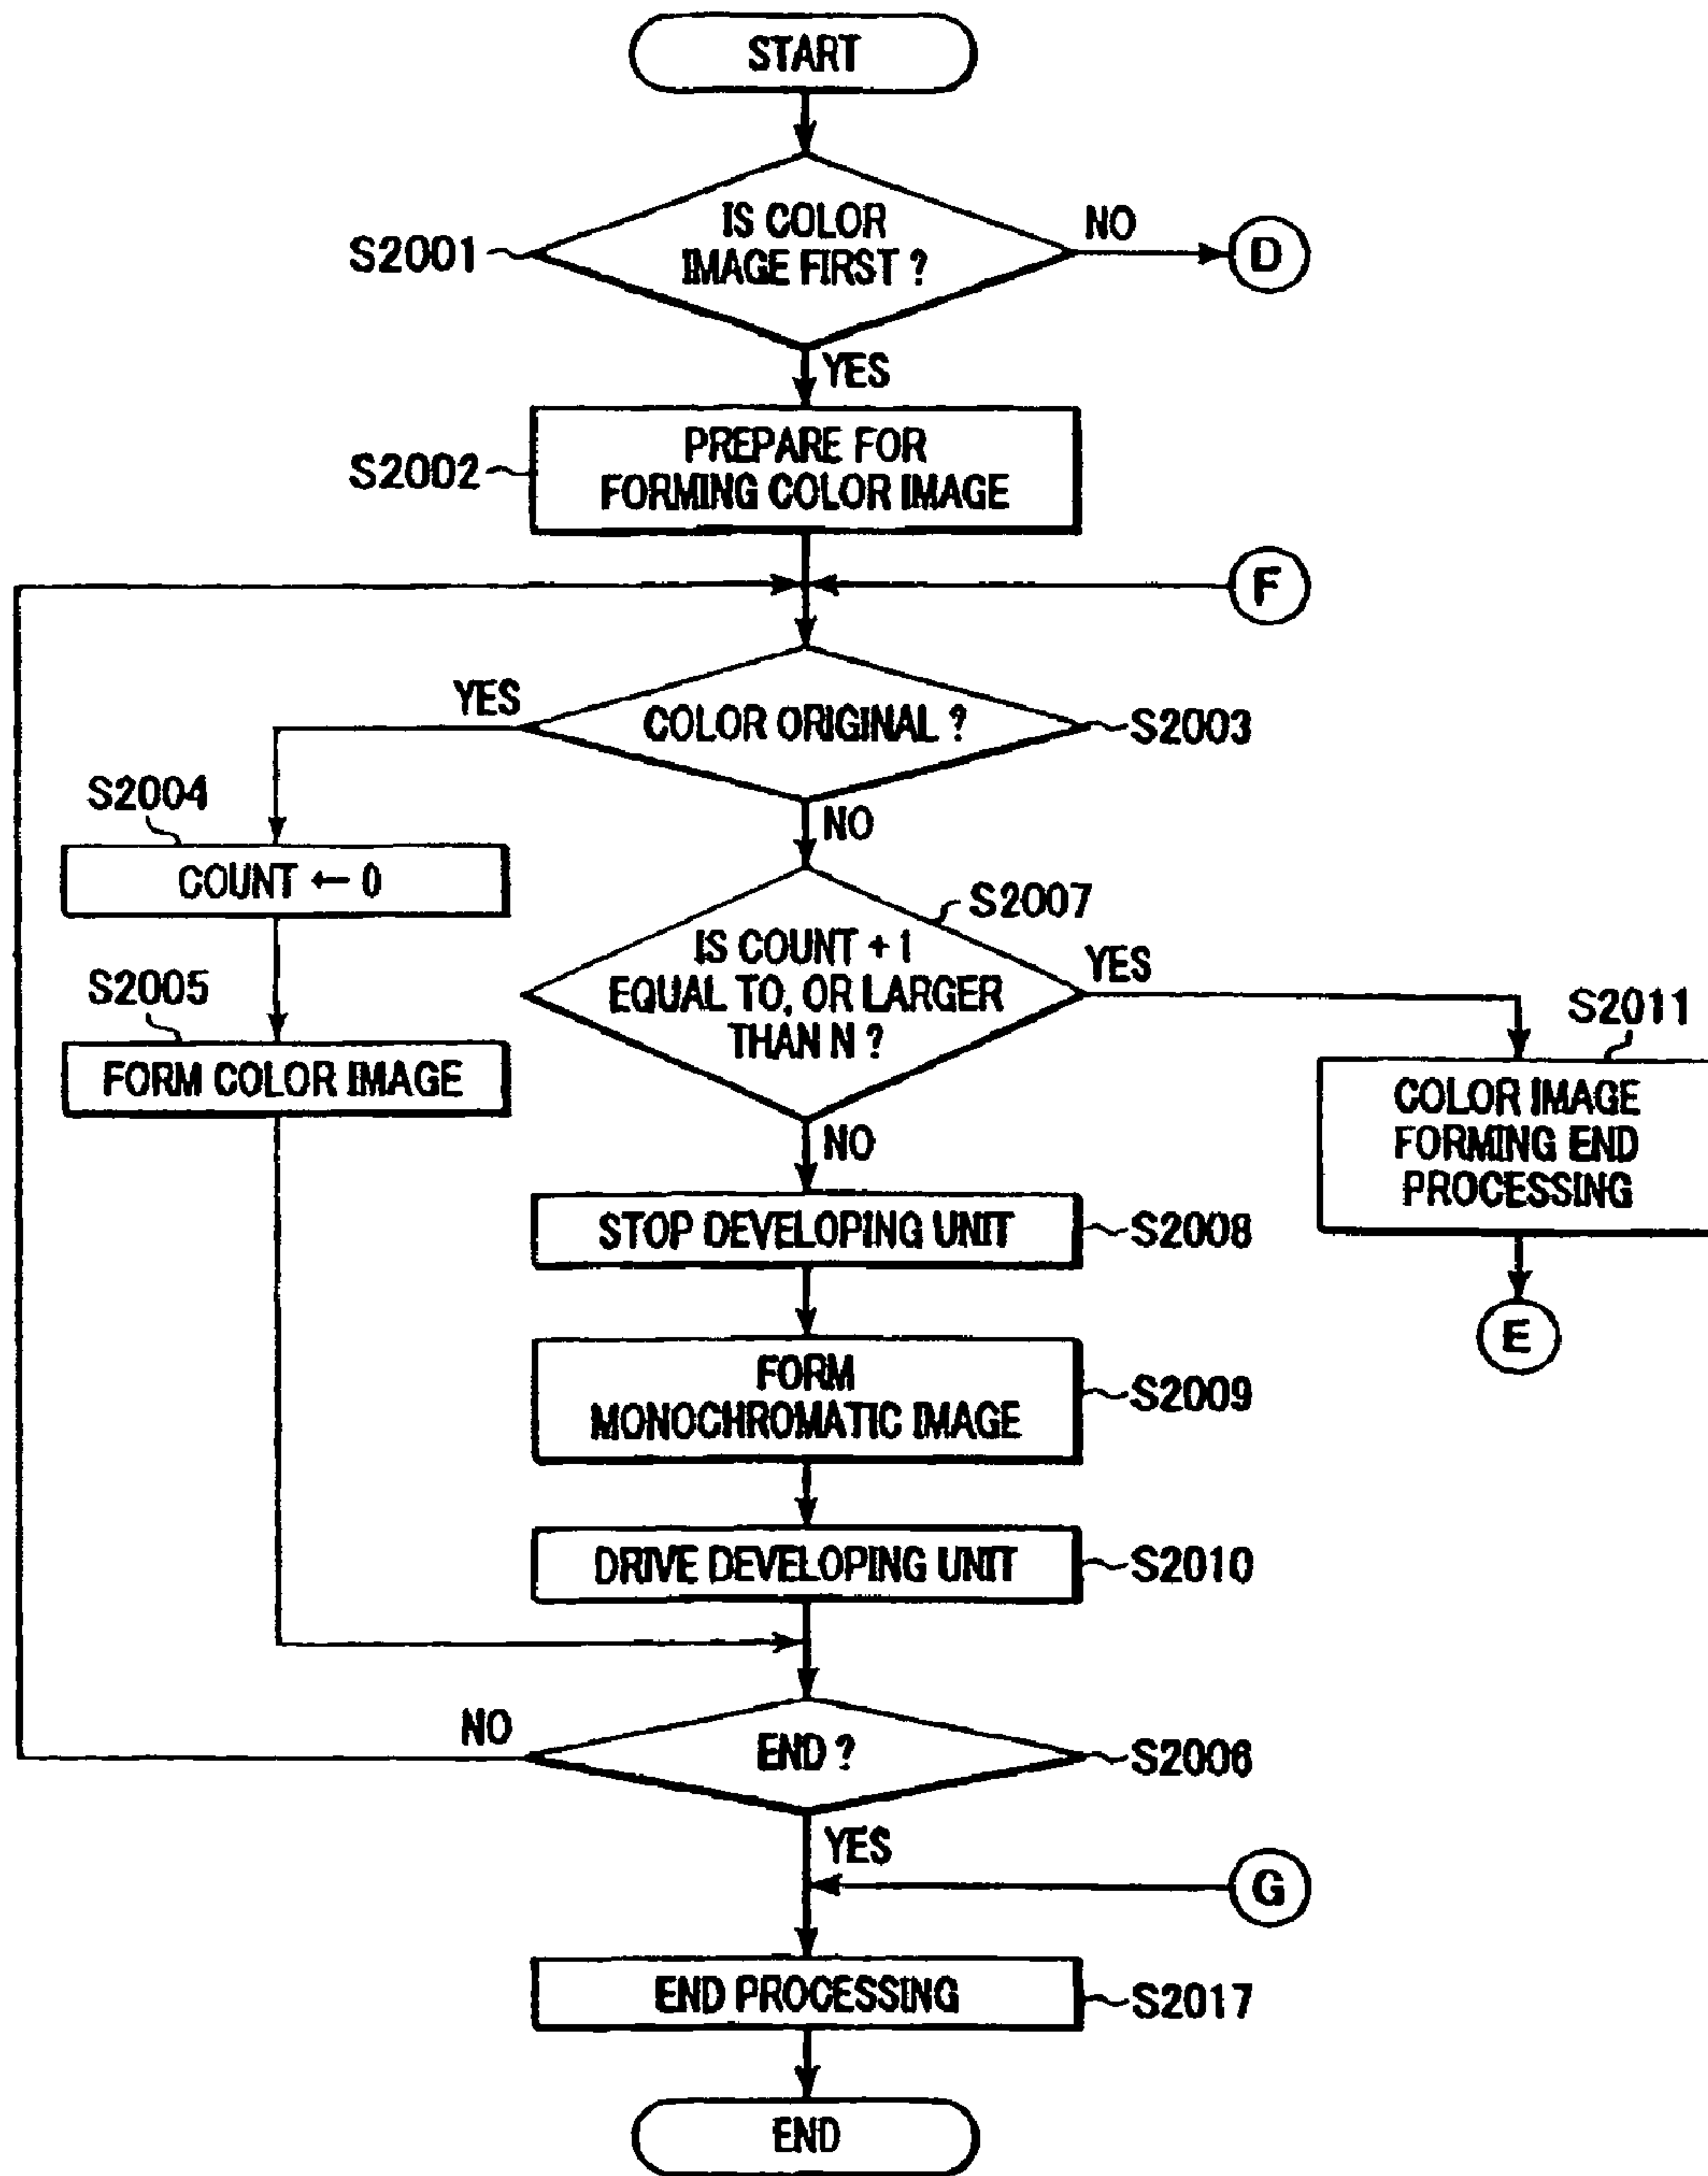 START
IS COLOR
IMAGE FIRST ?
NO
D
S2001
YES
PREPARE FOR
FORMING COLOR IMAGE
S2002
F
YES
COLOR ORIGINAL ?
S2003
NO
S2004
COUNT ← 0
S2007
IS COUNT + 1
EQUAL TO, OR LARGER
THAN N ?
YES
S2005
FORM COLOR IMAGE
S2011
COLOR IMAGE
FORMING END
PROCESSING
NO
STOP DEVELOPING UNIT
S2008
E
FORM
MONOCHROMATIC IMAGE
S2009
DRIVE DEVELOPING UNIT
S2010
NO
END ?
S2006
YES
G
END PROCESSING
S2017
END